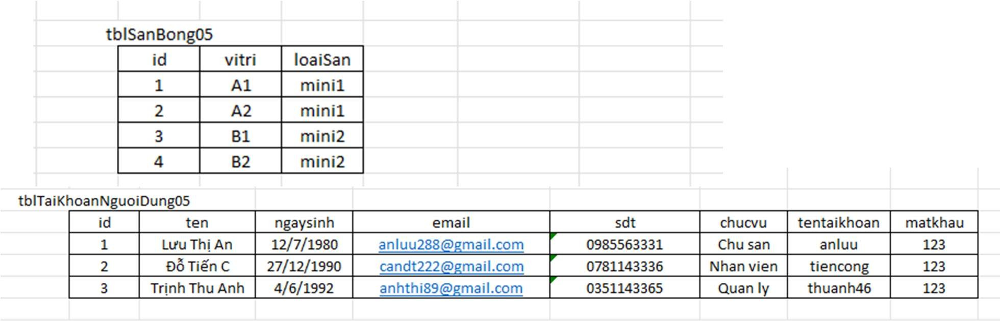 tblSanBong05
id vitri loaiSan
1 A1 mini1
2 A2 mini1
3 B1 mini2
4 B2 mini2
tblTaiKhoanNguoiDung05
id ten ngaysinh email sdt chucvu tentaikhoan matkhau
1 Lưu Thị An 12/7/1980 anluu288@gmail.com 0985563331 Chu san anluu 123
2 Đỗ Tiến C 27/12/1990 candt222@gmail.com 0781143336 Nhan vien tiencong 123
3 Trịnh Thu Anh 4/6/1992 anhthi89@gmail.com 0351143365 Quan ly thuanh46 123